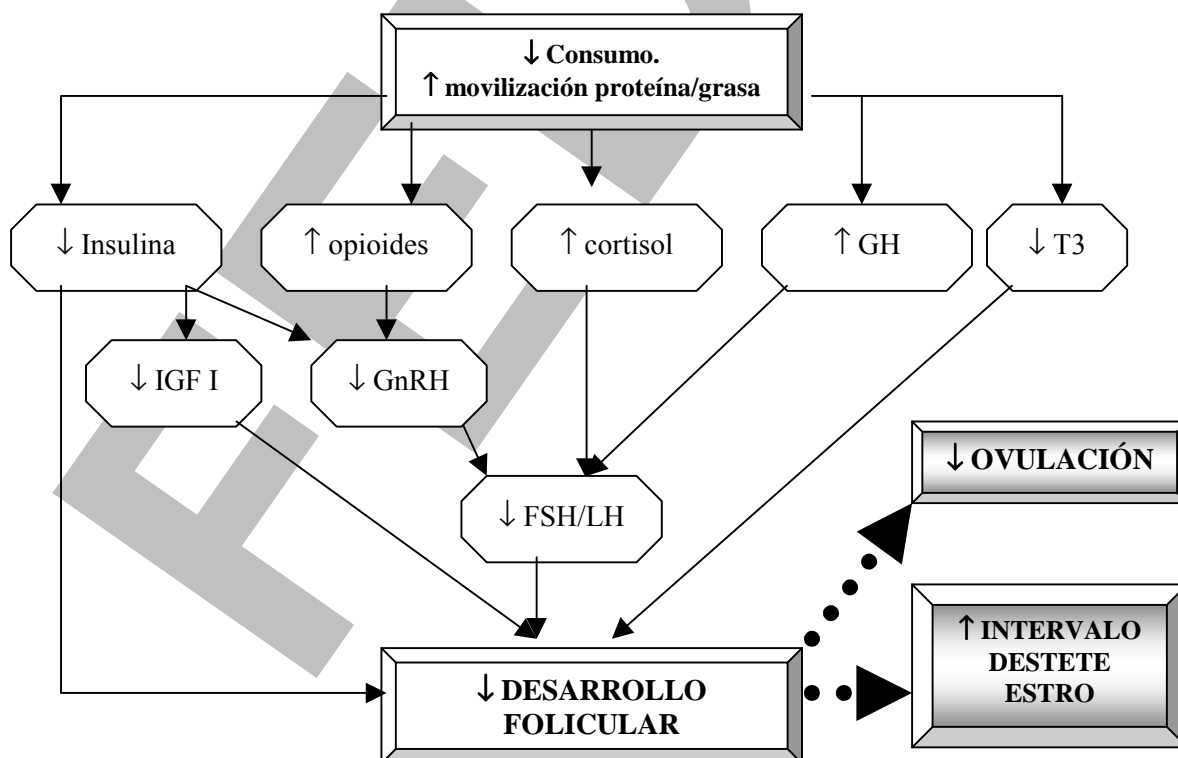 ↓ Consumo.
↑ movilización proteína/grasa
↓ Insulina
↑ opioides
↑ cortisol
↑ GH
↓ T3
↓ IGF I
↓ GnRH
↓ FSH/LH
↓ OVULACIÓN
↑ INTERVALO
DESTETE
ESTRO
↓ DESARROLLO
FOLICULAR